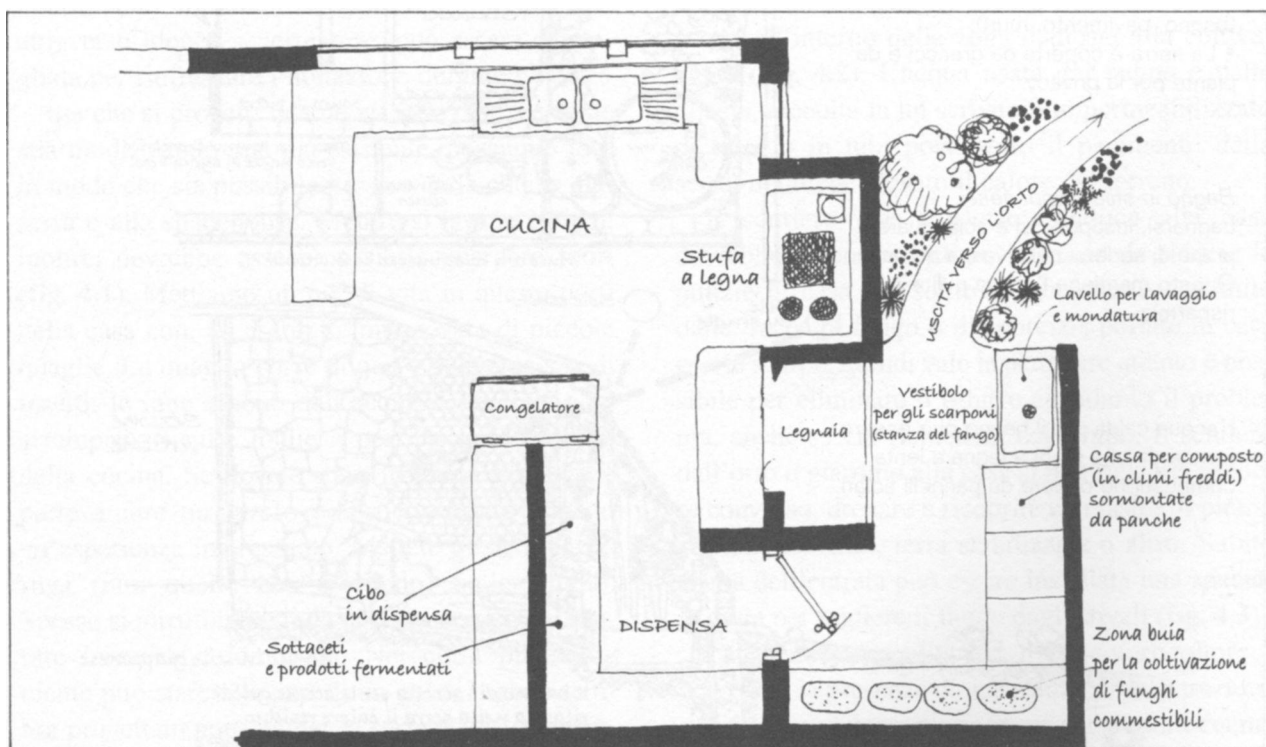 CUCINA
Stufa
a legna
USCITA VERSO L'ORTO
Lavello per lavaggio
e mondatura
Congelatore
Legnaia
Vestibolo
per gli scarponi
(stanza del fango)
Cassa per composto
(in climi freddi)
sormontate
da panche
Cibo
in dispensa
DISPENSA
Sottaceti
e prodotti fermentati
Zona buia
per la coltivazione
di funghi
commestibili